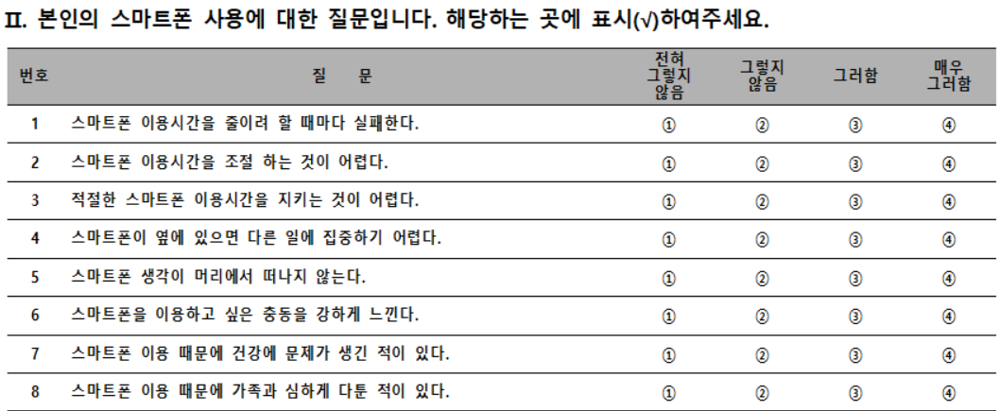 Ⅱ. 본인의 스마트폰 사용에 대한 질문입니다. 해당하는 곳에 표시(√)하여주세요.
번호 질 문 전혀 그렇지 않음 그렇지 않음 그러함 매우 그러함
1 스마트폰 이용시간을 줄이려 할 때마다 실패한다. ① ② ③ ④
2 스마트폰 이용시간을 조절 하는 것이 어렵다. ① ② ③ ④
3 적절한 스마트폰 이용시간을 지키는 것이 어렵다. ① ② ③ ④
4 스마트폰이 옆에 있으면 다른 일에 집중하기 어렵다. ① ② ③ ④
5 스마트폰 생각이 머리에서 떠나지 않는다. ① ② ③ ④
6 스마트폰을 이용하고 싶은 충동을 강하게 느낀다. ① ② ③ ④
7 스마트폰 이용 때문에 건강에 문제가 생긴 적이 있다. ① ② ③ ④
8 스마트폰 이용 때문에 가족과 심하게 다툰 적이 있다. ① ② ③ ④